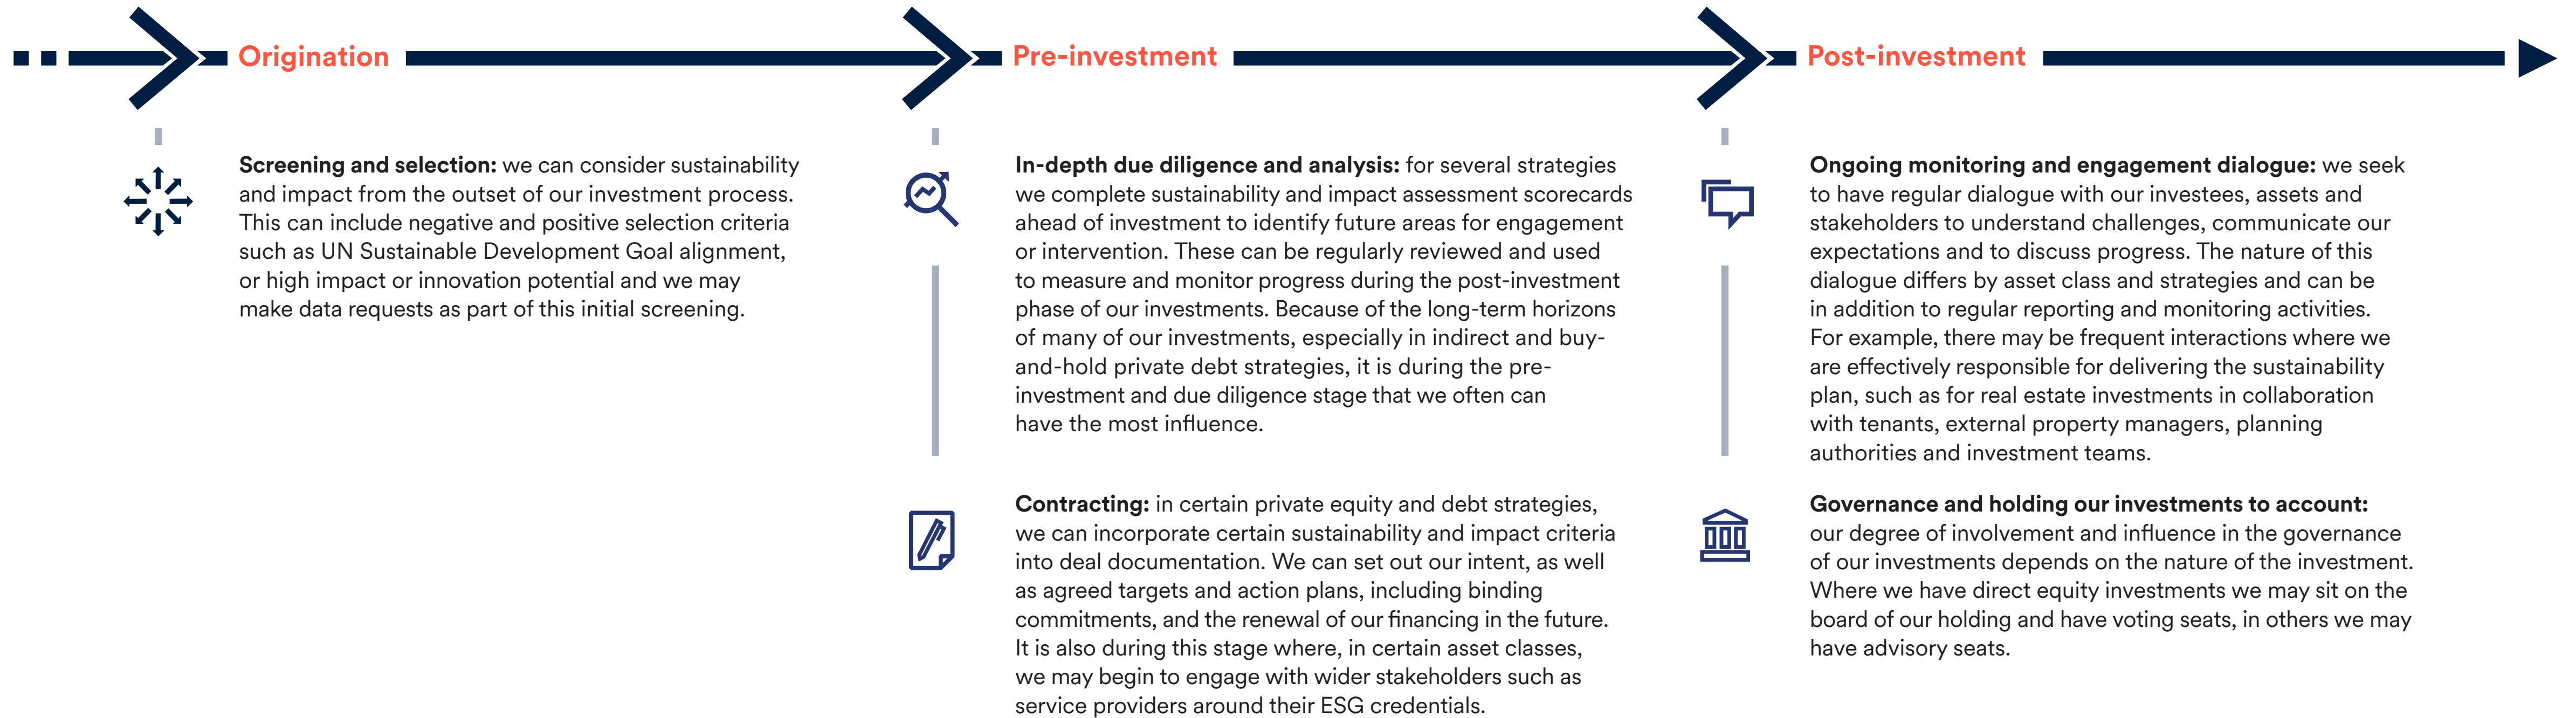 Origination
Screening and selection: we can consider sustainability
and impact from the outset of our investment process.
This can include negative and positive selection criteria
such as UN Sustainable Development Goal alignment,
or high impact or innovation potential and we may
make data requests as part of this initial screening.
Pre-investment
In-depth due diligence and analysis: for several strategies
we complete sustainability and impact assessment scorecards
ahead of investment to identify future areas for engagement
or intervention. These can be regularly reviewed and used
to measure and monitor progress during the post-investment
phase of our investments. Because of the long-term horizons
of many of our investments, especially in indirect and buy-
and-hold private debt strategies, it is during the pre-
investment and due diligence stage that we often can
have the most influence.
Contracting: in certain private equity and debt strategies,
we can incorporate certain sustainability and impact criteria
into deal documentation. We can set out our intent, as well
as agreed targets and action plans, including binding
commitments, and the renewal of our financing in the future.
It is also during this stage where, in certain asset classes,
we may begin to engage with wider stakeholders such as
service providers around their ESG credentials.
Post-investment
Ongoing monitoring and engagement dialogue: we seek
to have regular dialogue with our investees, assets and
stakeholders to understand challenges, communicate our
expectations and to discuss progress. The nature of this
dialogue differs by asset class and strategies and can be
in addition to regular reporting and monitoring activities.
For example, there may be frequent interactions where we
are effectively responsible for delivering the sustainability
plan, such as for real estate investments in collaboration
with tenants, external property managers, planning
authorities and investment teams.
Governance and holding our investments to account:
our degree of involvement and influence in the governance
of our investments depends on the nature of the investment.
Where we have direct equity investments we may sit on the
board of our holding and have voting seats, in others we may
have advisory seats.